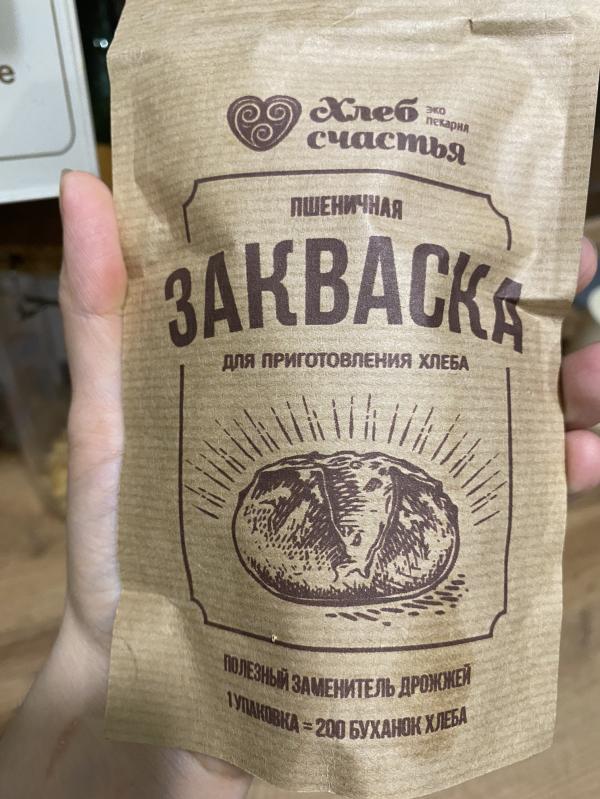 е
Хлеб
счастья
эко
пекарня
ПШЕНИЧНАЯ
ЗАКВАСКА
ДЛЯ ПРИГОТОВЛЕНИЯ ХЛЕБА
ПОЛЕЗНЫЙ ЗАМЕНИТЕЛЬ ДРОЖЖЕЙ
1 УПАКОВКА = 200 БУХАНОК ХЛЕБА